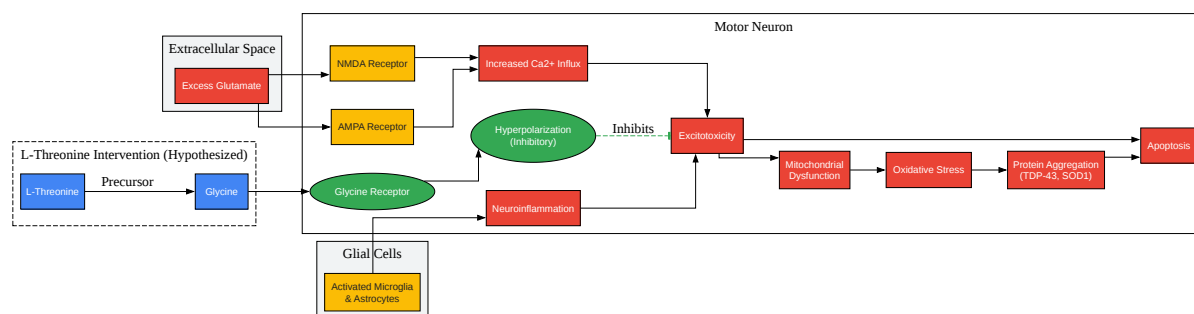 Motor Neuron
Extracellular Space
Excess Glutamate
NMDA Receptor
Increased Ca2+ Influx
AMPA Receptor
Hyperpolarization
(Inhibitory)
Inhibits
Excitotoxicity
Apoptosis
L-Threonine Intervention (Hypothesized)
L-Threonine
Precursor
Glycine
Glycine Receptor
Mitochondrial
Dysfunction
Oxidative Stress
Protein Aggregation
(TDP-43, SOD1)
Neuroinflammation
Glial Cells
Activated Microglia
& Astrocytes